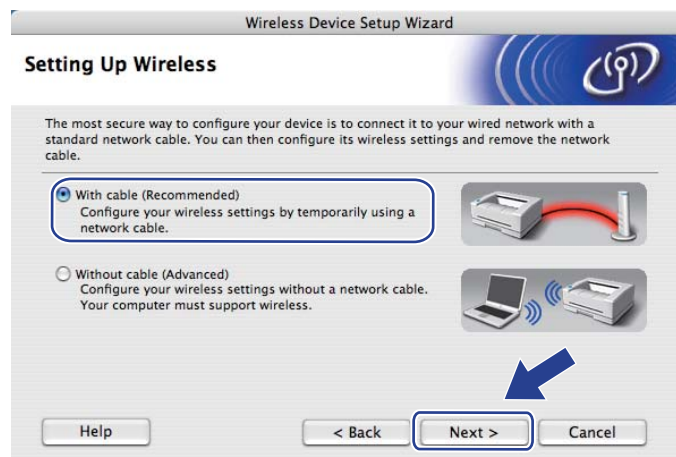 Wireless Device Setup Wizard
Setting Up Wireless
The most secure way to configure your device is to connect it to your wired network with a
standard network cable. You can then configure its wireless settings and remove the network
cable.
With cable (Recommended)
Configure your wireless settings by temporarily using a
network cable.
Without cable (Advanced)
Configure your wireless settings without a network cable.
Your computer must support wireless.
Help
< Back
Next >
Cancel